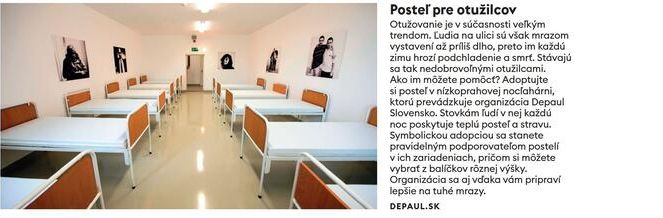 Posteľ pre otužilcov
Otužovanie je v súčasnosti veľkým
trendom. Ľudia na ulici sú však mrazom
vystavení až príliš dlho, preto im každú
zimu hrozí podchladenie a smrť. Stávajú
sa tak nedobrovoľnými otužilcami.
Ako im môžete pomôcť? Adoptujte
si posteľ v nízkoprahovej nocľahárni,
ktorú prevádzkuje organizácia Depaul
Slovensko. Stovkám ľudí v nej každú
noc poskytuje teplú posteľ a stravu.
Symbolickou adopciou sa stanete
pravidelným podporovateľom postelí
v ich zariadeniach, pričom si môžete
vybrať z balíčkov rôznej výšky.
Organizácia sa aj vďaka vám pripraví
lepšie na tuhé mrazy.
DEPAUL.SK